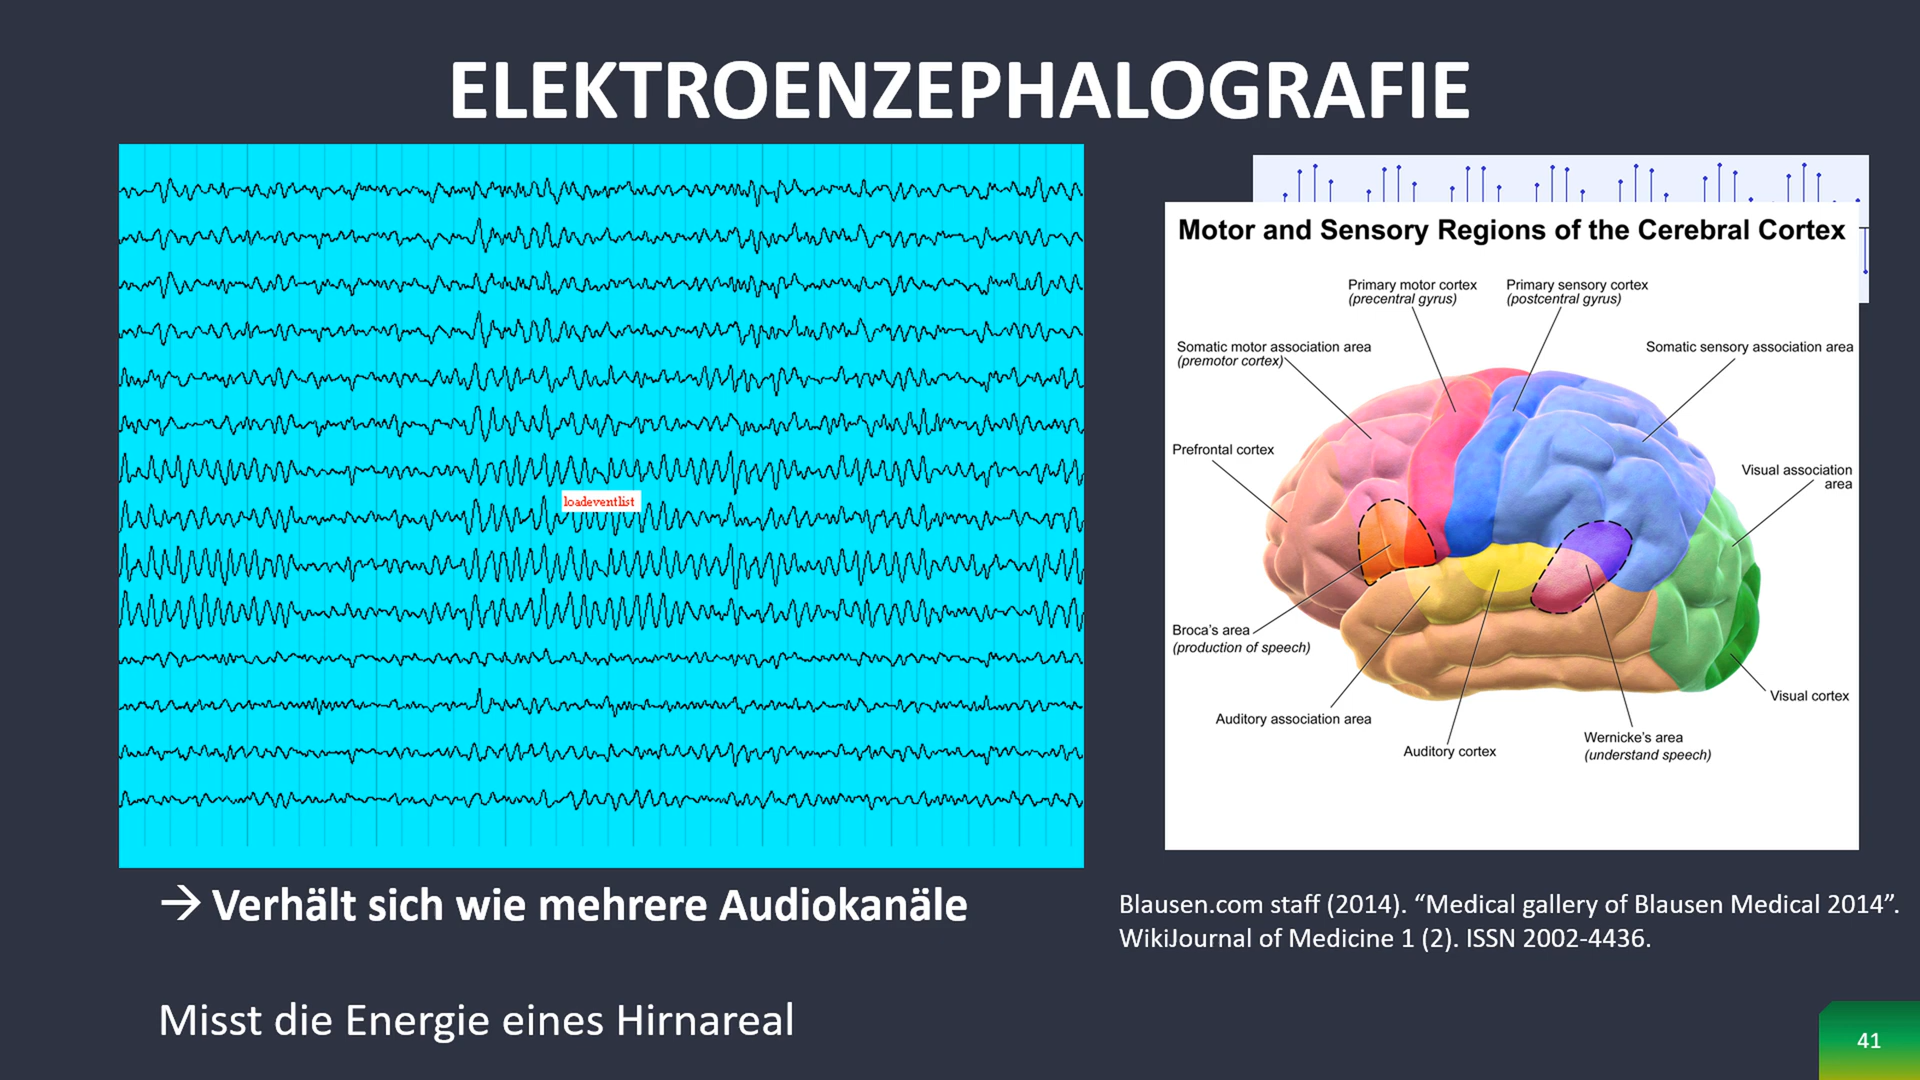 ELEKTROENZEPHALOGRAFIE
loadeventlist
→ Verhält sich wie mehrere Audiokanäle
Misst die Energie eines Hirnareal
Motor and Sensory Regions of the Cerebral Cortex
Primary motor cortex
(precentral gyrus)
Primary sensory cortex
(postcentral gyrus)
Somatic motor association area
(premotor cortex)
Somatic sensory association area
Prefrontal cortex
Visual association
area
Broca's area
(production of speech)
Visual cortex
Auditory association area
Auditory cortex
Wernicke's area
(understand speech)
Blausen.com staff (2014). “Medical gallery of Blausen Medical 2014”.
WikiJournal of Medicine 1 (2). ISSN 2002-4436.
41